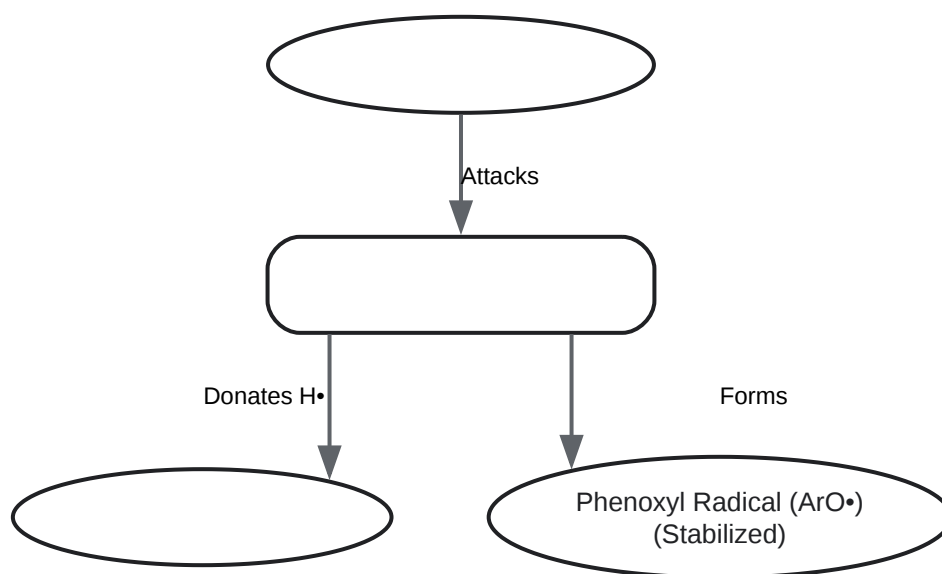 Attacks
Donates H•
Forms
Phenoxyl Radical (ArO•)
(Stabilized)